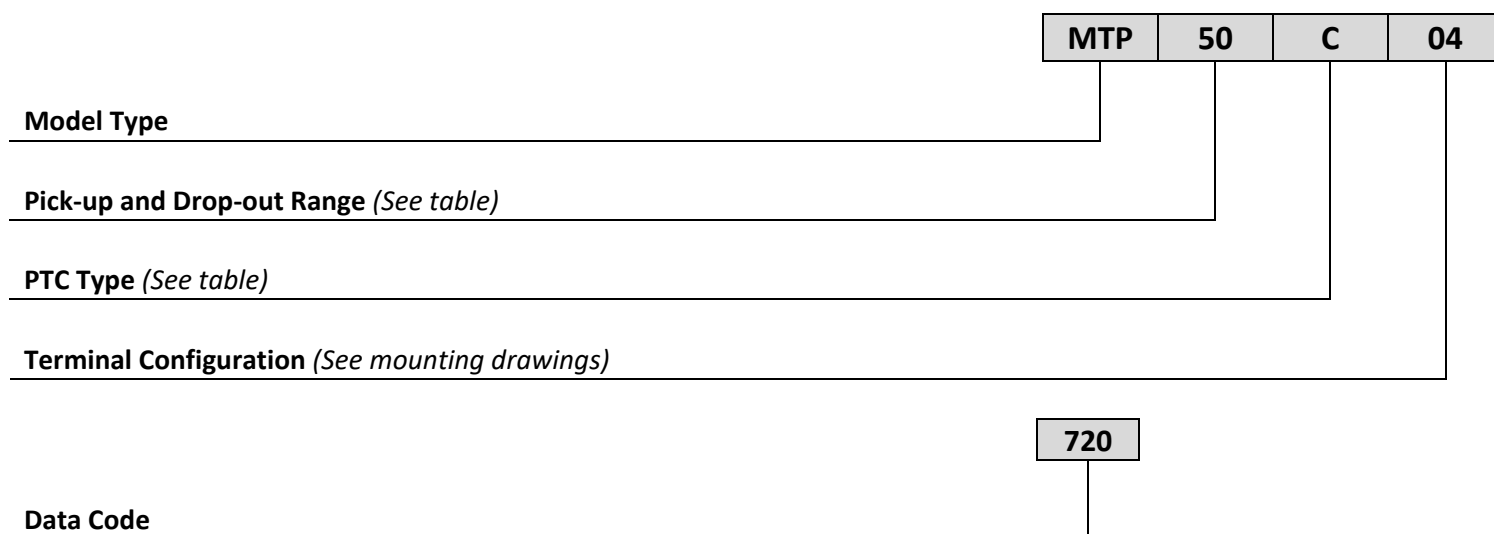 MTP 50 C 04
Model Type
Pick-up and Drop-out Range (See table)
PTC Type (See table)
Terminal Configuration (See mounting drawings)
720
Data Code